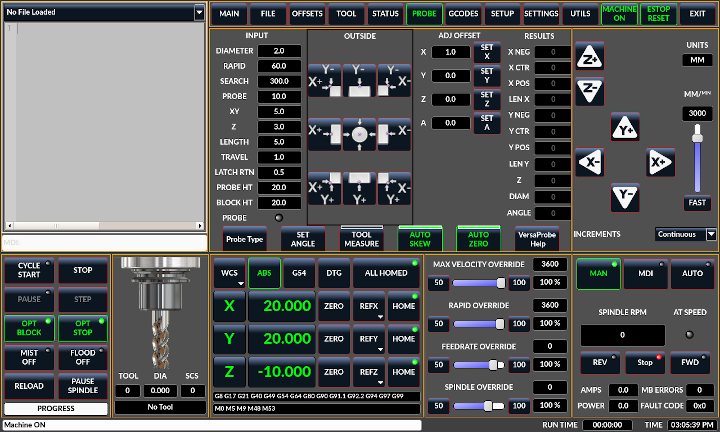 No File Loaded
MAIN FILE OFFSETS TOOL STATUS PROBE GCODES SETUP SETTINGS UTILS MACHINE ON ESTOP RESET EXIT
1
INPUT
DIAMETER 2.0
RAPID 60.0
SEARCH 300.0
PROBE 10.0
XY 5.0
Z 3.0
LENGTH 5.0
TRAVEL 1.0
LATCH RTN 0.5
PROBE HT 20.0
BLOCK HT 20.0
PROBE
OUTSIDE
Y- Y- Y-
X+ X-
X+ X-
X+ X-
Y+ Y+ Y+
ADJ OFFSET
X 1.0 SET X
Y 0.0 SET Y
Z 0.0 SET Z
A 0.0 SET A
RESULTS
X NEG 0
X CTR 0
X POS 0
LEN X 0
Y NEG 0
Y CTR 0
Y POS 0
LEN Y 0
Z 0
DIAM 0
ANGLE 0
Probe Type SET ANGLE TOOL MEASURE AUTO SKEW AUTO ZERO VersaProbe Help
Z+
Z-
Y+
X- X+
Y-
UNITS
MM
MM/MIN
3000
FAST
INCREMENTS Continuous
MDI
CYCLE START STOP
PAUSE STEP
OPT BLOCK OPT STOP
MIST OFF FLOOD OFF
RELOAD PAUSE SPINDLE
PROGRESS
TOOL DIA SCS
0 0.000 0
No Tool
WCS ABS G54 DTG ALL HOMED
X 20.000 ZERO REFX HOME
Y 20.000 ZERO REFY HOME
Z -10.000 ZERO REFZ HOME
G8 G17 G21 G40 G49 G54 G64 G80 G90 G91.1 G92.2 G94 G97 G99
M0 M5 M9 M48 M53
MAX VELOCITY OVERRIDE 3600
50 100 100 %
RAPID OVERRIDE 3600
50 100 100 %
FEEDRATE OVERRIDE 0
50 100 100 %
SPINDLE OVERRIDE 0
50 100 100 %
MAN MDI AUTO
SPINDLE RPM AT SPEED
0
REV Stop FWD
AMPS 0.0 MB ERRORS 0
POWER 0.0 FAULT CODE 0x0
Machine ON
RUN TIME 00:00:00 TIME 03:05:39 PM